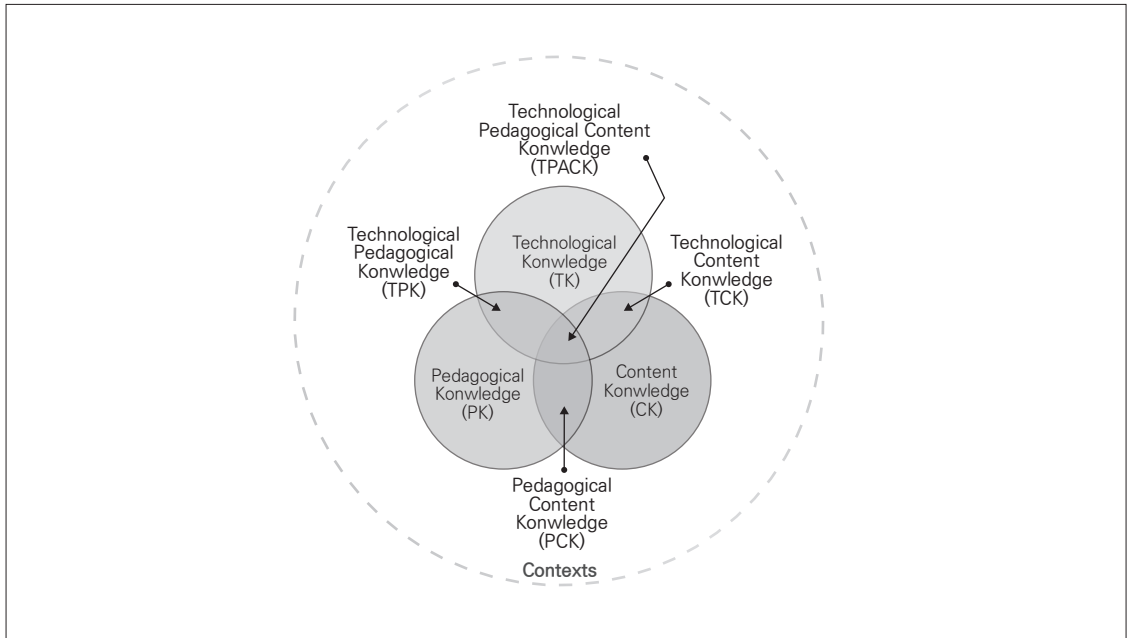 Technological
Pedagogical Content
Konwledge
(TPACK)
Technological
Pedagogical
Konwledge
(TPK)
Technological
Konwledge
(TK)
Technological
Content
Konwledge
(TCK)
Pedagogical
Konwledge
(PK)
Content
Konwledge
(CK)
Pedagogical
Content
Konwledge
(PCK)
Contexts